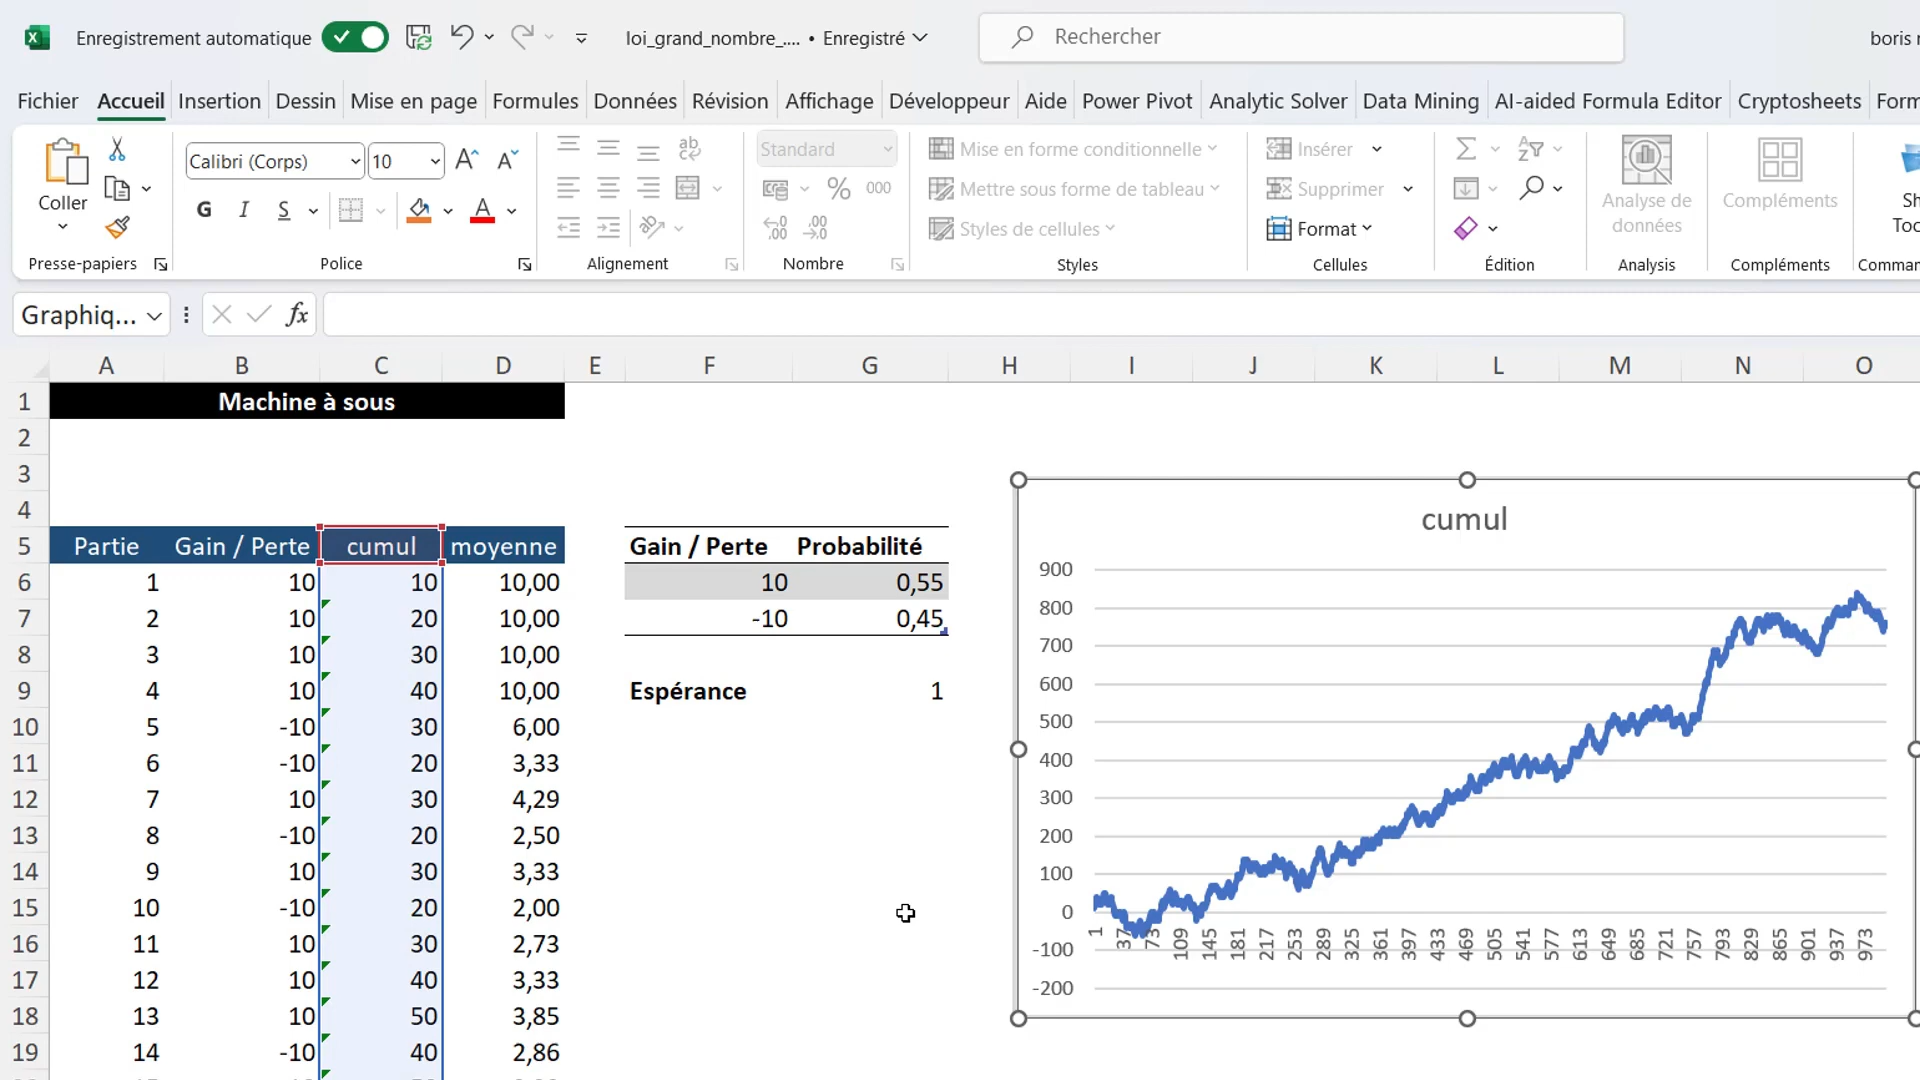 Enregistrement automatique loi_grand_nombre_.... • Enregistré Rechercher boris
Fichier Accueil Insertion Dessin Mise en page Formules Données Révision Affichage Développeur Aide Power Pivot Analytic Solver Data Mining AI-aided Formula Editor Cryptosheets Form
Calibri (Corps) 10 A A ab Standard Mise en forme conditionnelle Insérer
Coller G I S A % 000 Mettre sous forme de tableau Supprimer Analyse de données Compléments Sh Too
Styles de cellules Format
Presse-papiers Police Alignement Nombre Styles Cellules Édition Analysis Compléments Comman
Graphiq... fx
A B C D E F G H I J K L M N O
1 Machine à sous
2
3
4 cumul
5 Partie Gain / Perte cumul moyenne Gain / Perte Probabilité
6 1 10 10 10,00 10 0,55
7 2 10 20 10,00 -10 0,45
8 3 10 30 10,00
9 4 10 40 10,00 Espérance 1
10 5 -10 30 6,00
11 6 -10 20 3,33
12 7 10 30 4,29
13 8 -10 20 2,50
14 9 10 30 3,33
15 10 -10 20 2,00
16 11 10 30 2,73
17 12 10 40 3,33
18 13 10 50 3,85
19 14 -10 40 2,86
900
800
700
600
500
400
300
200
100
0
-100
-200
1 37 73 109 145 181 217 253 289 325 361 397 433 469 505 541 577 613 649 685 721 757 793 829 865 901 937 973